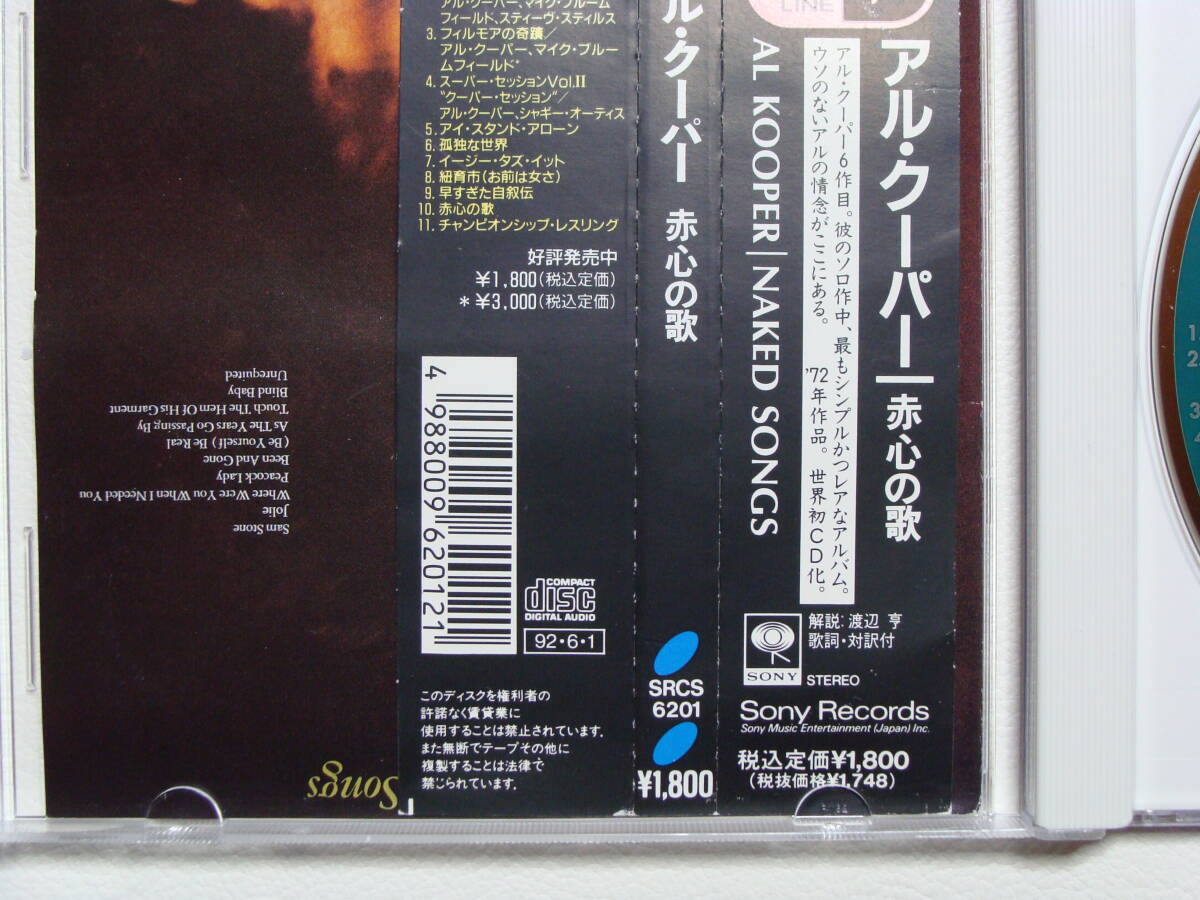 アル・クーパー、マイク・ブルーム
フィールド、スティーヴ・スティルス
3. フィルモアの奇蹟／
アル・クーパー、マイク・ブルー
ムフィールド*
4. スーパー・セッションVol.II
"クーパー・セッション"／
アル・クーパー、シャギー・オーティス
5. アイ・スタンド・アローン
6. 孤独な世界
7. イージー・ダズ・イット
8. 紐育市（お前は女さ）
9. 早すぎた自叙伝
10. 赤心の歌
11. チャンピオンシップ・レスリング
好評発売中
¥1,800（税込定価）
＊¥3,000（税込定価）
4 988009 620121
COMPACT
disc
DIGITAL AUDIO
92・6・1
このディスクを権利者の
許諾なく賃貸業に
使用することは禁止されています。
また無断でテープその他に
複製することは法律で
禁じられています。
ル・クーパー 赤心の歌
SRCS
6201
¥1,800
LINE
アル・クーパー｜赤心の歌
アル・クーパー6作目。彼のソロ作中、最もシンプルかつレアなアルバム。
ウソのないアルの情念がここにある。 '72年作品。世界初CD化。
AL KOOPER | NAKED SONGS
解説：渡辺 亨
歌詞・対訳付
SONY
STEREO
Sony Records
Sony Music Entertainment (Japan) Inc.
税込定価¥1,800
（税抜価格¥1,748）
Songs
Sam Stone
Jolie
Where Were You When I Needed You
Peacock Lady
Been And Gone
(Be Yourself) Be Real
As The Years Go Passing By
Touch The Hem Of His Garment
Blind Baby
Unrequited
1.
2.
3